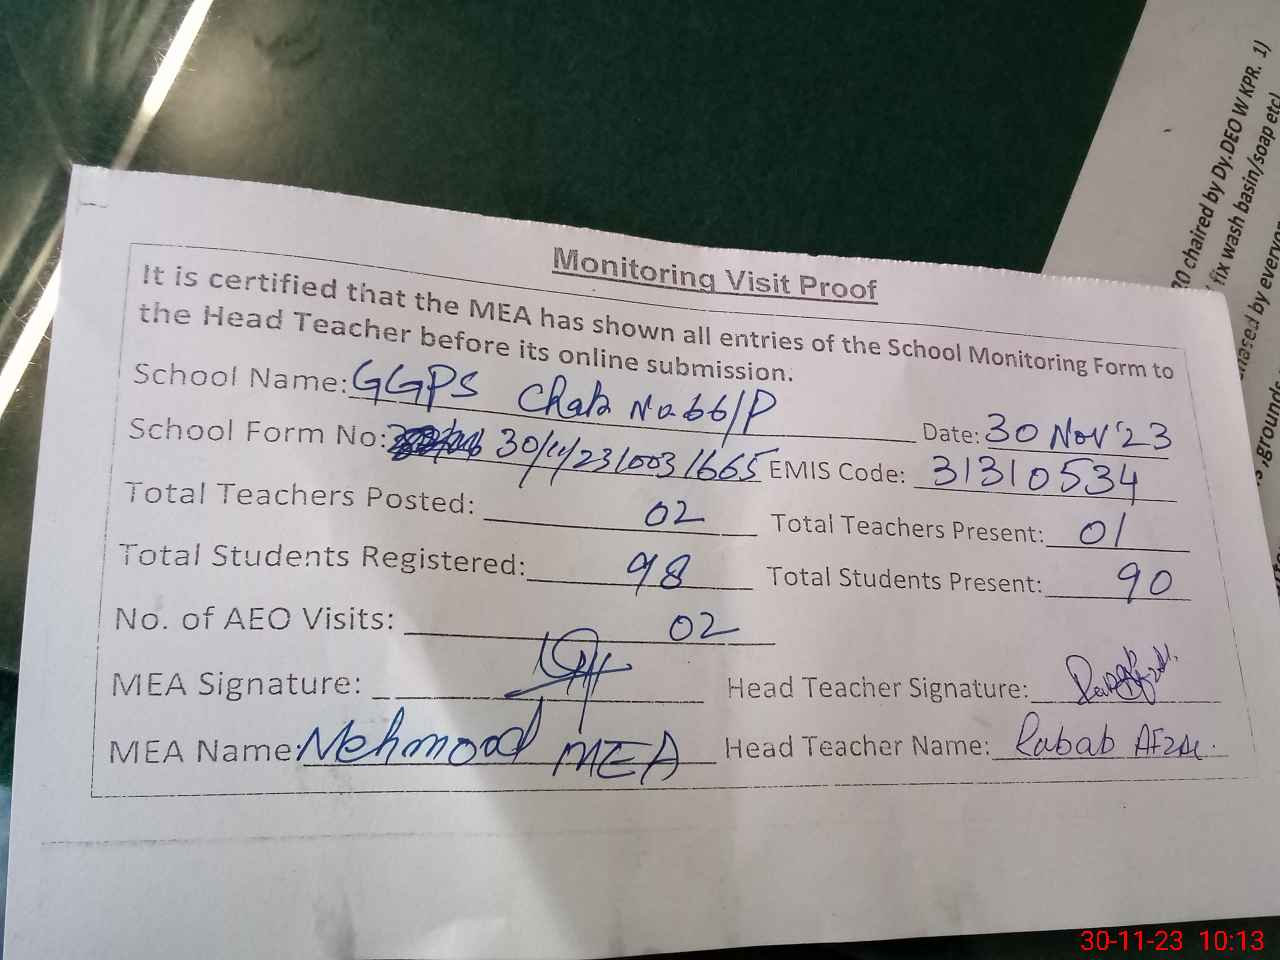 Monitoring Visit Proof
It is certified that the MEA has shown all entries of the School Monitoring Form to
the Head Teacher before its online submission.
School Name: GGPS Chak No 66/P
Date: 30 Nov '23
School Form No: 30/11/231003 1665 EMIS Code: 31310534
Total Teachers Posted: 02 Total Teachers Present: 01
Total Students Registered: 98 Total Students Present: 90
No. of AEO Visits: 02
MEA Signature: Head Teacher Signature:
MEA Name: Mehmood MEA Head Teacher Name: Rabab Afzal.
chaired by Dy.DEO W KPR. 1)
fix wash basin/soap etc)
30-11-23 10:13